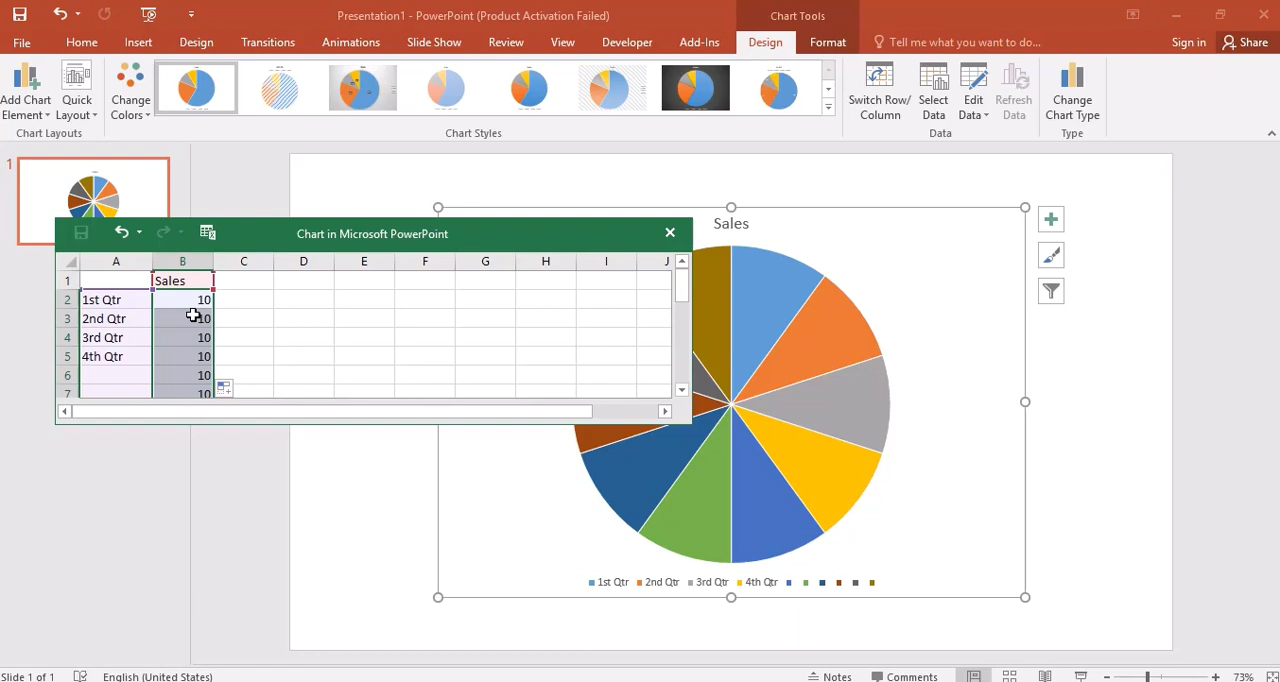 Presentation1 - PowerPoint (Product Activation Failed)
Chart Tools
File Home Insert Design Transitions Animations Slide Show Review View Developer Add-Ins Design Format Tell me what you want to do... Sign in Share
Add Chart Element Quick Layout Change Colors Switch Row/ Column Select Data Edit Data Refresh Data Change Chart Type
Chart Layouts Chart Styles Data Type
1
Chart in Microsoft PowerPoint
A B C D E F G H I J
1 Sales
2 1st Qtr 10
3 2nd Qtr 10
4 3rd Qtr 10
5 4th Qtr 10
6 10
7 10
Sales
1st Qtr 2nd Qtr 3rd Qtr 4th Qtr
Slide 1 of 1 English (United States) Notes Comments 73%